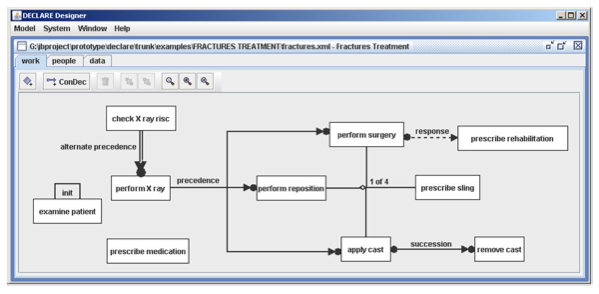 DECLARE Designer
Model System Window Help
G:\jbproject\prototype\declare\trunk\examples\FRACTURES TREATMENT\fractures.xml - Fractures Treatment
work people data
ConDec
check X ray risc
alternate precedence
perform surgery
response
prescribe rehabilitation
init
examine patient
perform X ray
precedence
perform reposition
1 of 4
prescribe sling
prescribe medication
apply cast
succession
remove cast